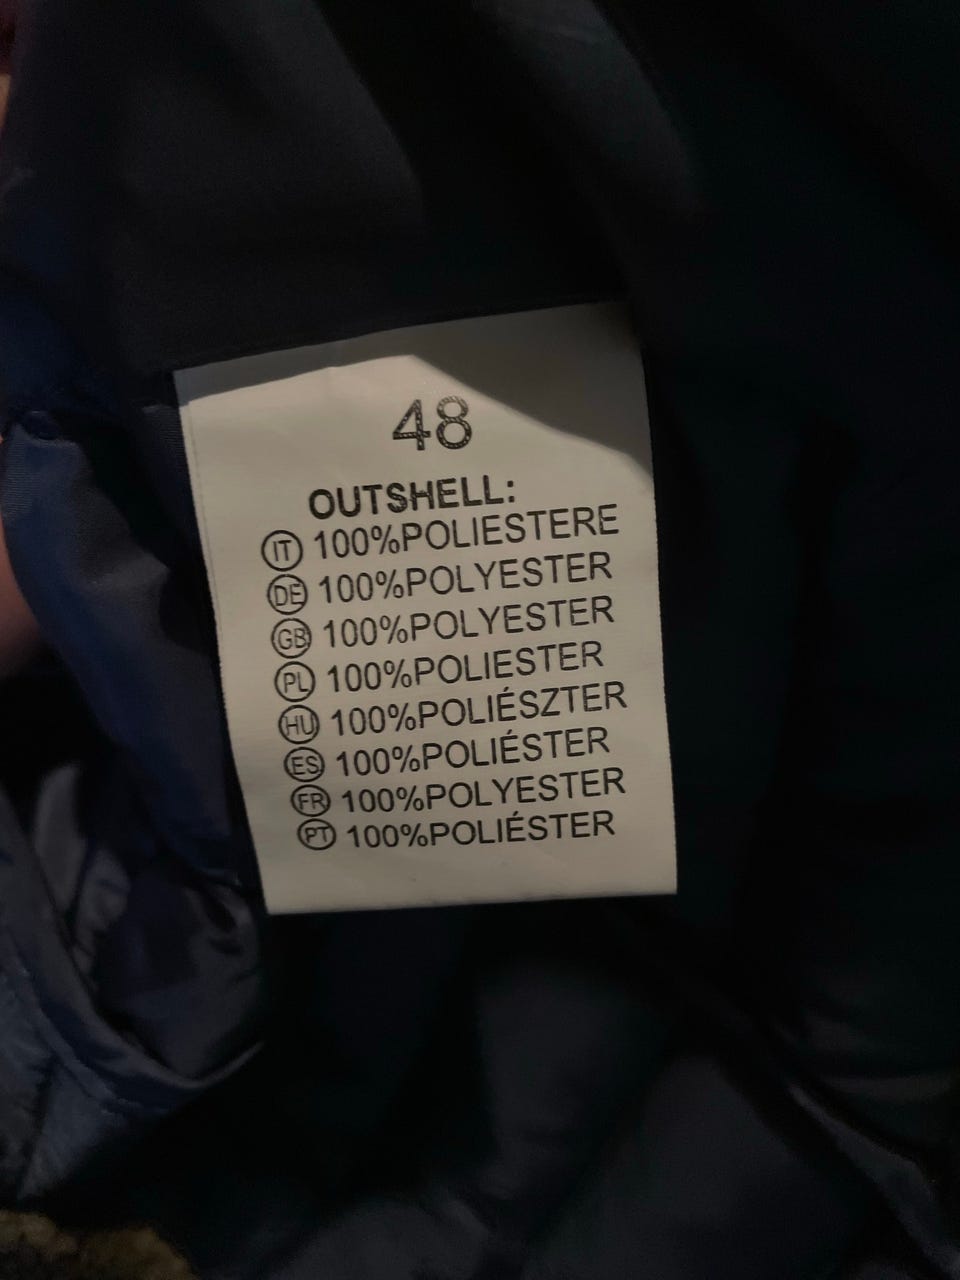 48
OUTSHELL:
IT 100%POLIESTERE
DE 100%POLYESTER
GB 100%POLYESTER
PL 100%POLIESTER
HU 100%POLIÉSZTER
ES 100%POLIÉSTER
FR 100%POLYESTER
PT 100%POLIÉSTER